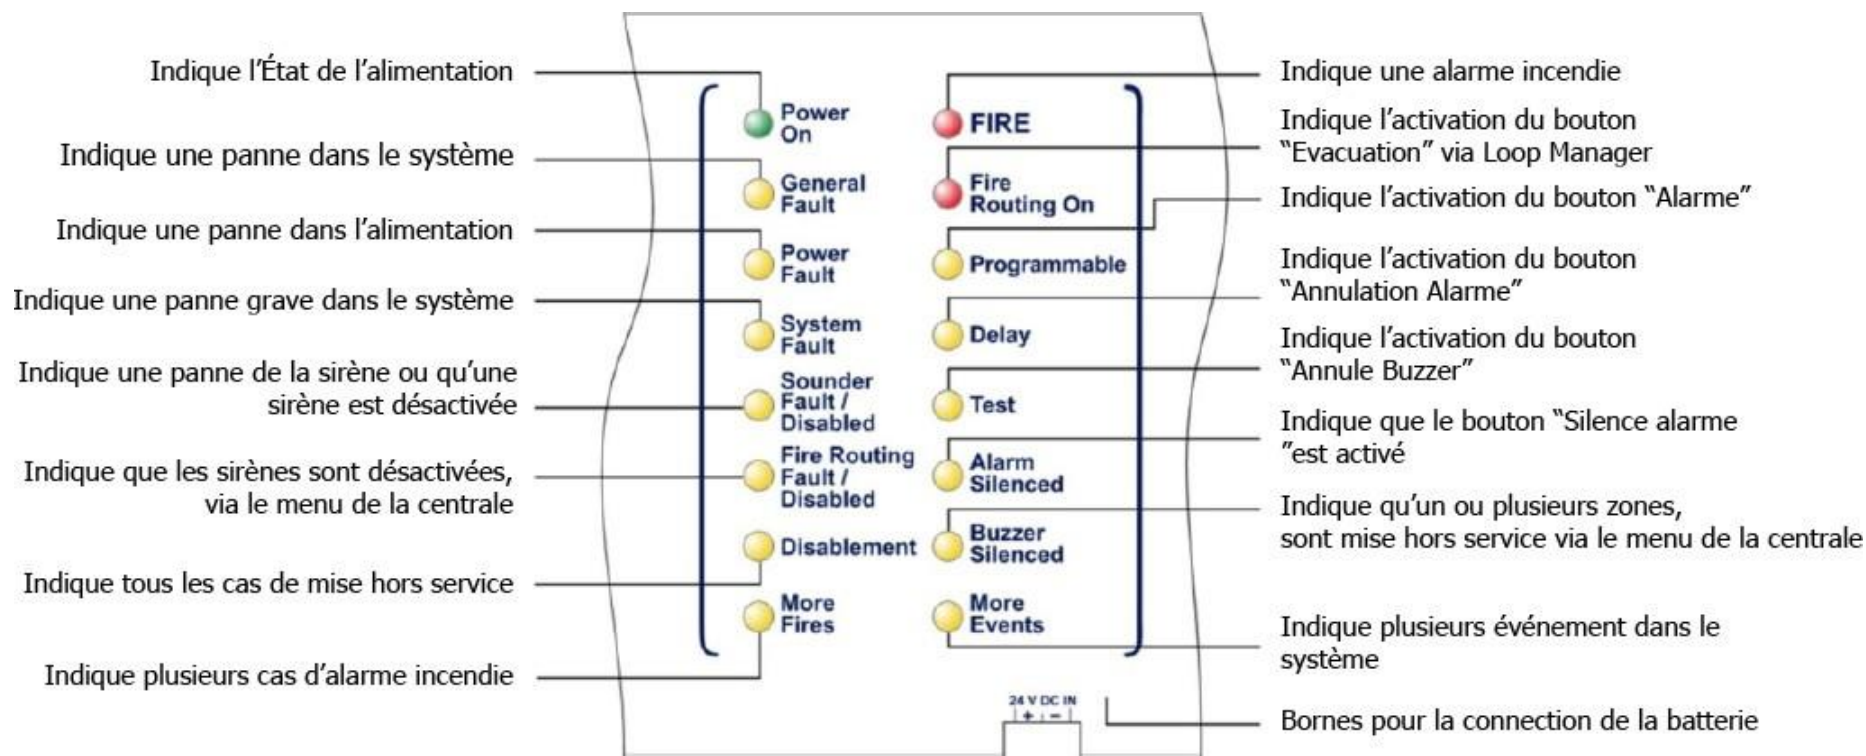 Indique l'État de l'alimentation
Indique une panne dans le système
Indique une panne dans l'alimentation
Indique une panne grave dans le système
Indique une panne de la sirène ou qu'une
sirène est désactivée
Indique que les sirènes sont désactivées,
via le menu de la centrale
Indique tous les cas de mise hors service
Indique plusieurs cas d'alarme incendie
Power
On
General
Fault
Power
Fault
System
Fault
Sounder
Fault /
Disabled
Fire Routing
Fault /
Disabled
Disablement
More
Fires
FIRE
Fire
Routing On
Programmable
Delay
Test
Alarm
Silenced
Buzzer
Silenced
More
Events
24 V DC IN
+ -
Indique une alarme incendie
Indique l'activation du bouton
“Evacuation” via Loop Manager
Indique l'activation du bouton “Alarme”
Indique l'activation du bouton
“Annulation Alarme”
Indique l'activation du bouton
“Annule Buzzer”
Indique que le bouton “Silence alarme
”est activé
Indique qu'un ou plusieurs zones,
sont mise hors service via le menu de la centrale
Indique plusieurs événement dans le
système
Bornes pour la connection de la batterie